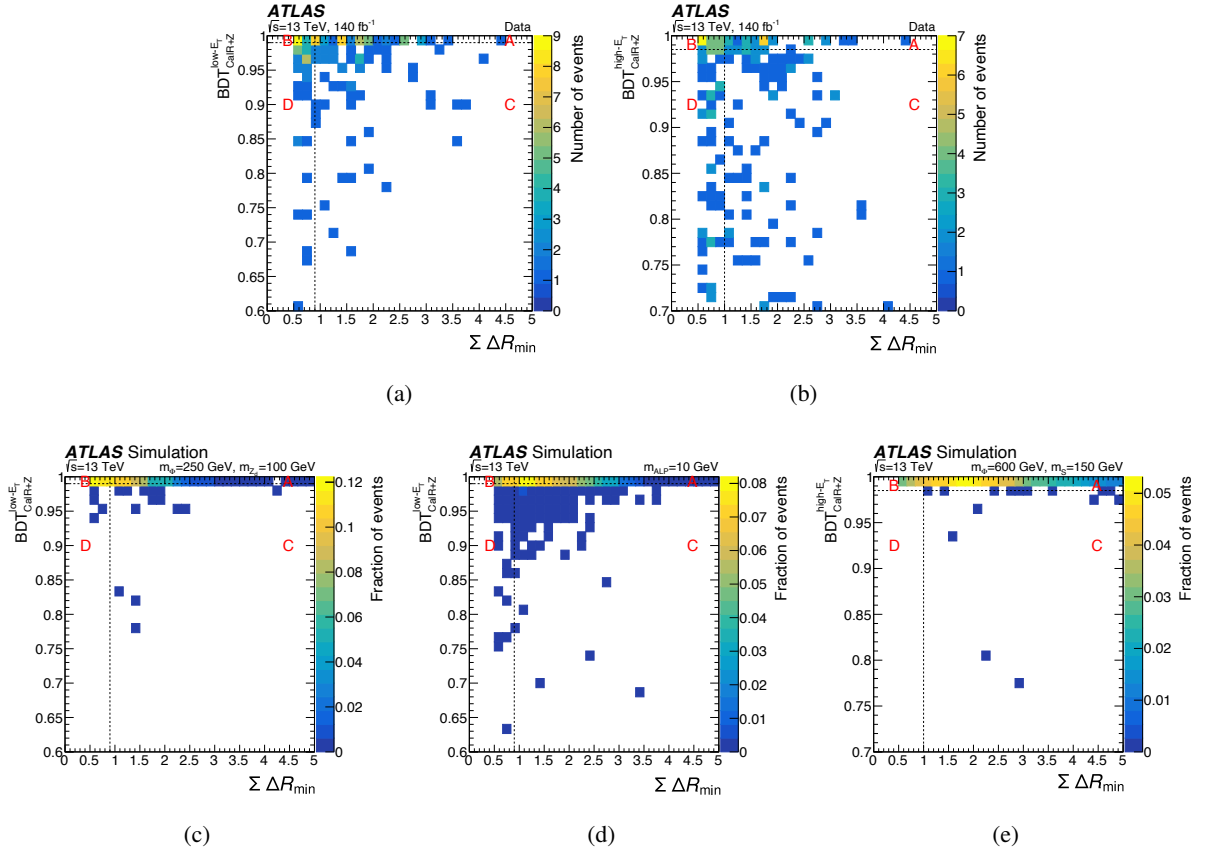 ATLAS
√s=13 TeV, 140 fb⁻¹ Data
BDT^low-E_T_CalR+Z
1
0.95
0.9
0.85
0.8
0.75
0.7
0.65
0.6
B A
D C
0 0.5 1 1.5 2 2.5 3 3.5 4 4.5 5
Σ ΔR_min
9
8
7
6
5
4
3
2
1
0
Number of events
(a)
ATLAS
√s=13 TeV, 140 fb⁻¹ Data
BDT^high-E_T_CalR+Z
1
0.95
0.9
0.85
0.8
0.75
0.7
B A
D C
0 0.5 1 1.5 2 2.5 3 3.5 4 4.5 5
Σ ΔR_min
7
6
5
4
3
2
1
0
Number of events
(b)
ATLAS Simulation
√s=13 TeV m_Φ=250 GeV, m_Z_d=100 GeV
BDT^low-E_T_CalR+Z
1
0.95
0.9
0.85
0.8
0.75
0.7
0.65
0.6
B A
D C
0 0.5 1 1.5 2 2.5 3 3.5 4 4.5 5
Σ ΔR_min
0.12
0.1
0.08
0.06
0.04
0.02
0
Fraction of events
(c)
ATLAS Simulation
√s=13 TeV m_ALP=10 GeV
BDT^low-E_T_CalR+Z
1
0.95
0.9
0.85
0.8
0.75
0.7
0.65
0.6
B A
D C
0 0.5 1 1.5 2 2.5 3 3.5 4 4.5 5
Σ ΔR_min
0.08
0.07
0.06
0.05
0.04
0.03
0.02
0.01
0
Fraction of events
(d)
ATLAS Simulation
√s=13 TeV m_Φ=600 GeV, m_S=150 GeV
BDT^high-E_T_CalR+Z
1
0.95
0.9
0.85
0.8
0.75
0.7
B A
D C
0 0.5 1 1.5 2 2.5 3 3.5 4 4.5 5
Σ ΔR_min
0.05
0.04
0.03
0.02
0.01
0
Fraction of events
(e)